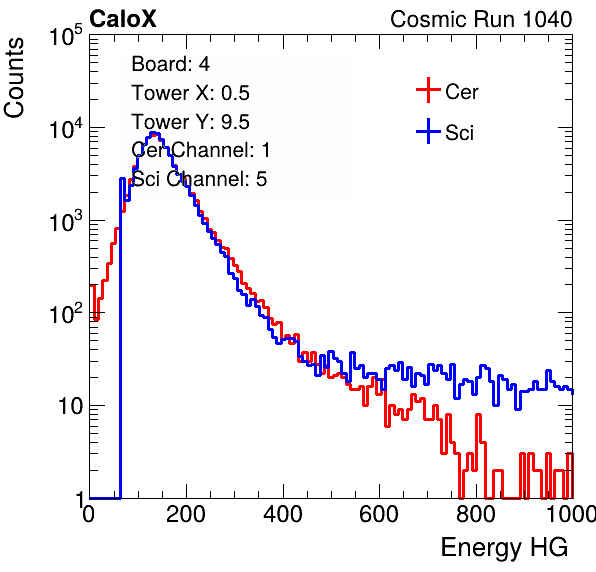 CaloX Cosmic Run 1040
Counts
Board: 4
Tower X: 0.5
Tower Y: 9.5
Cer Channel: 1
Sci Channel: 5
Cer
Sci
10^5
10^4
10^3
10^2
10
1
0 200 400 600 800 1000
Energy HG